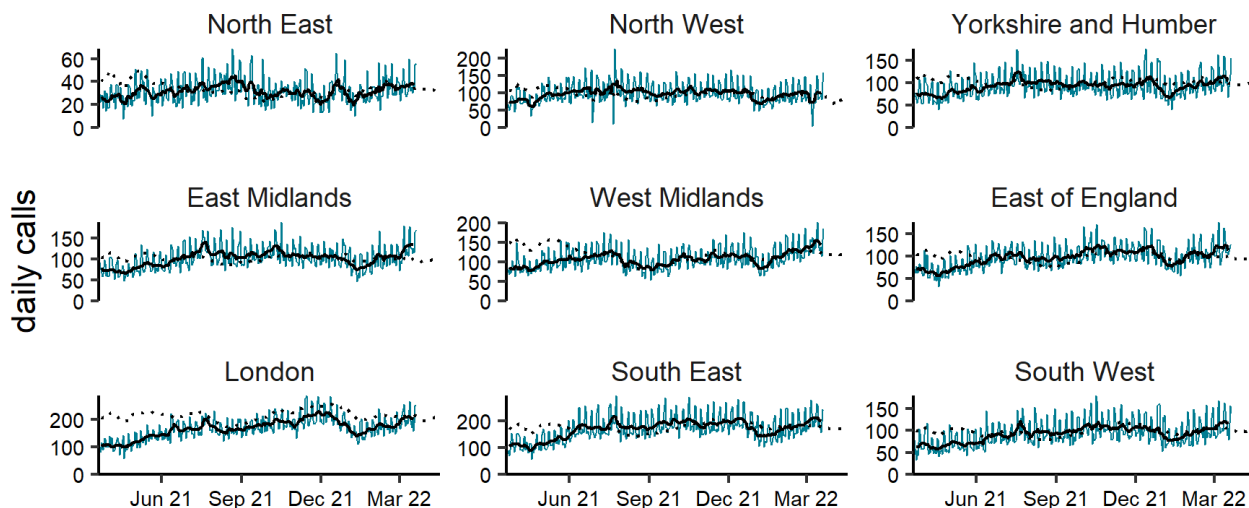 North East
North West
Yorkshire and Humber
60
40
20
0
200
150
100
50
0
150
100
50
0
daily calls
East Midlands
West Midlands
East of England
150
100
50
0
200
150
100
50
0
150
100
50
0
London
South East
South West
200
100
0
200
100
0
150
100
50
0
Jun 21 Sep 21 Dec 21 Mar 22
Jun 21 Sep 21 Dec 21 Mar 22
Jun 21 Sep 21 Dec 21 Mar 22